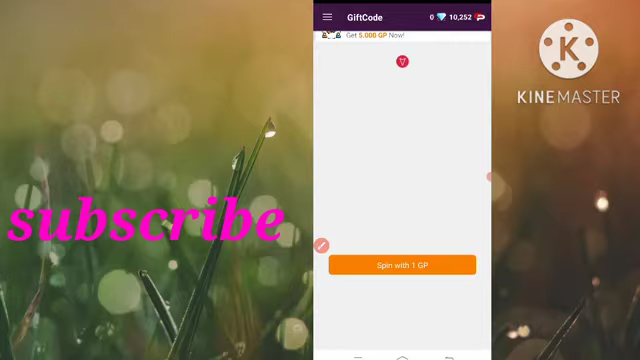 GiftCode
0 10,252
Get 5,000 GP Now!
Spin with 1 GP
subscribe
KINEMASTER